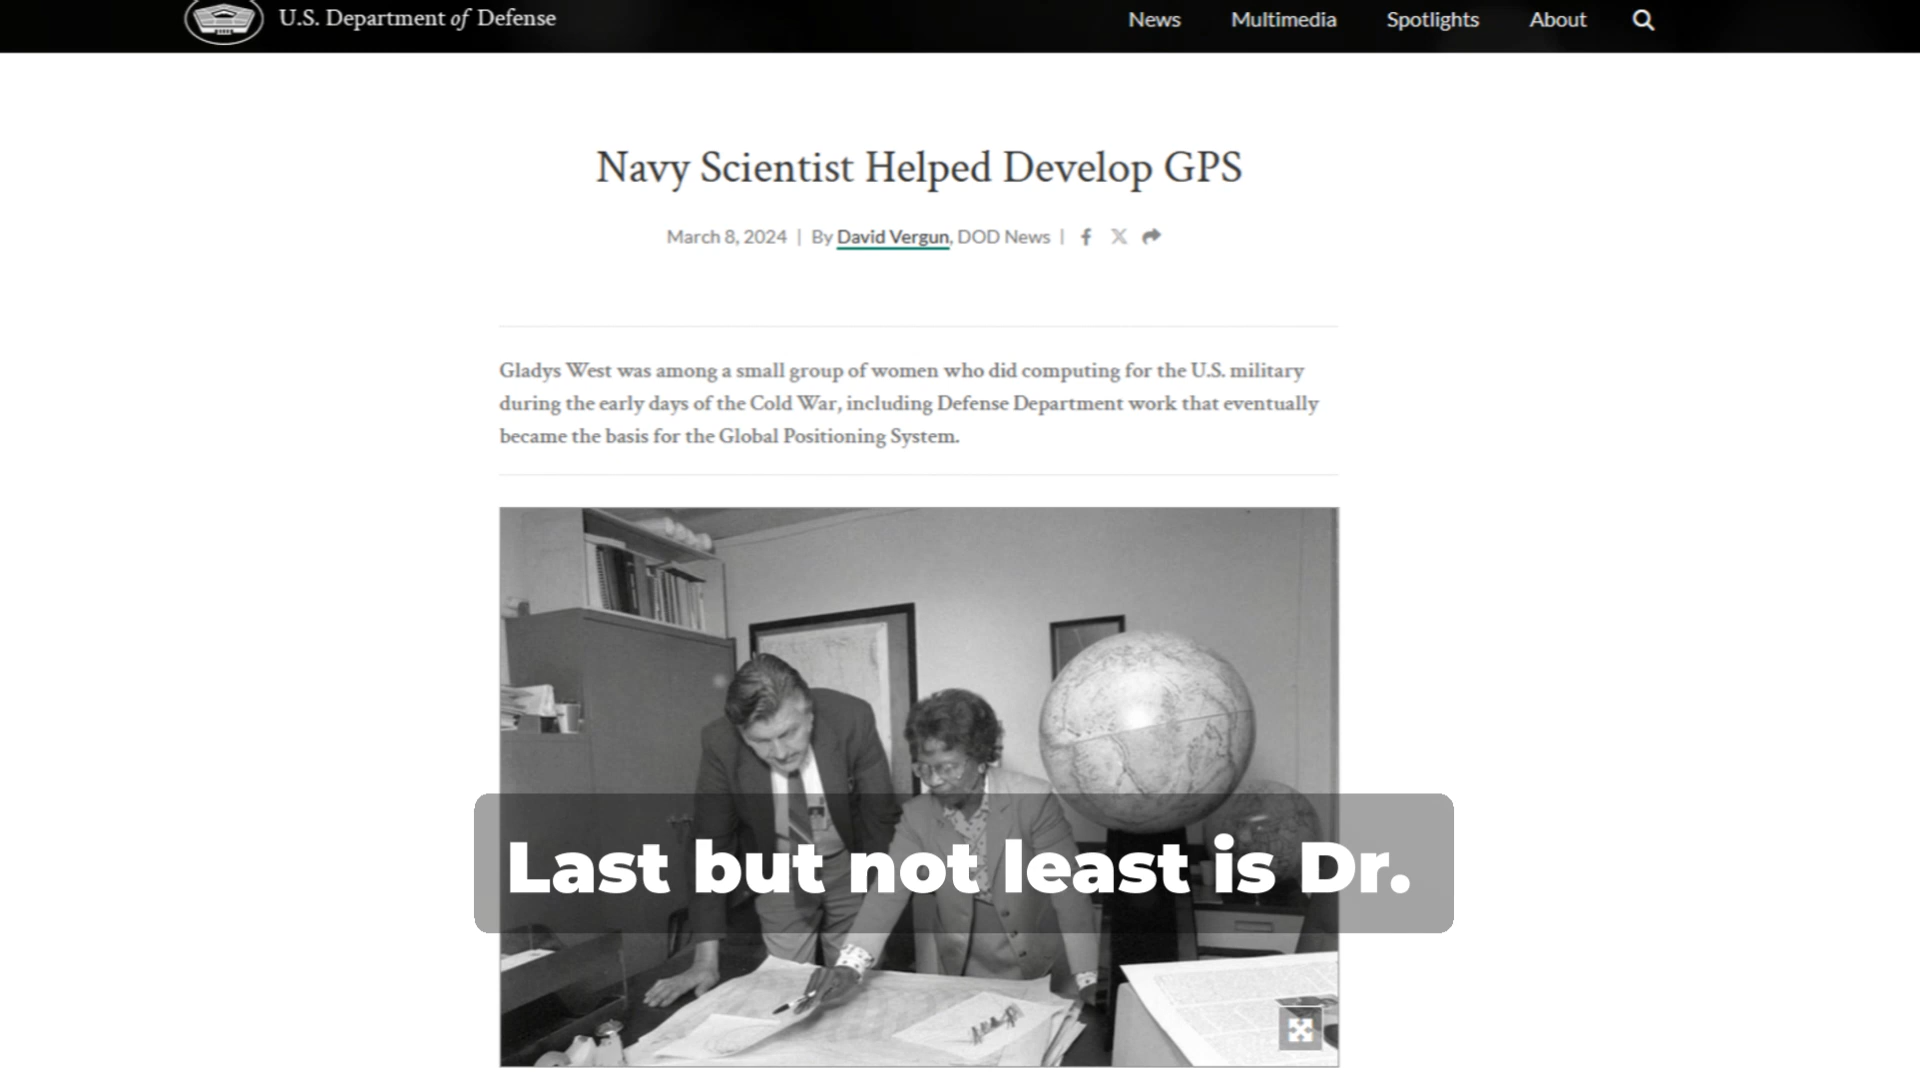 U.S. Department of Defense
News
Multimedia
Spotlights
About
Navy Scientist Helped Develop GPS
March 8, 2024 | By David Vergun, DOD News |
Gladys West was among a small group of women who did computing for the U.S. military
during the early days of the Cold War, including Defense Department work that eventually
became the basis for the Global Positioning System.
Last but not least is Dr.